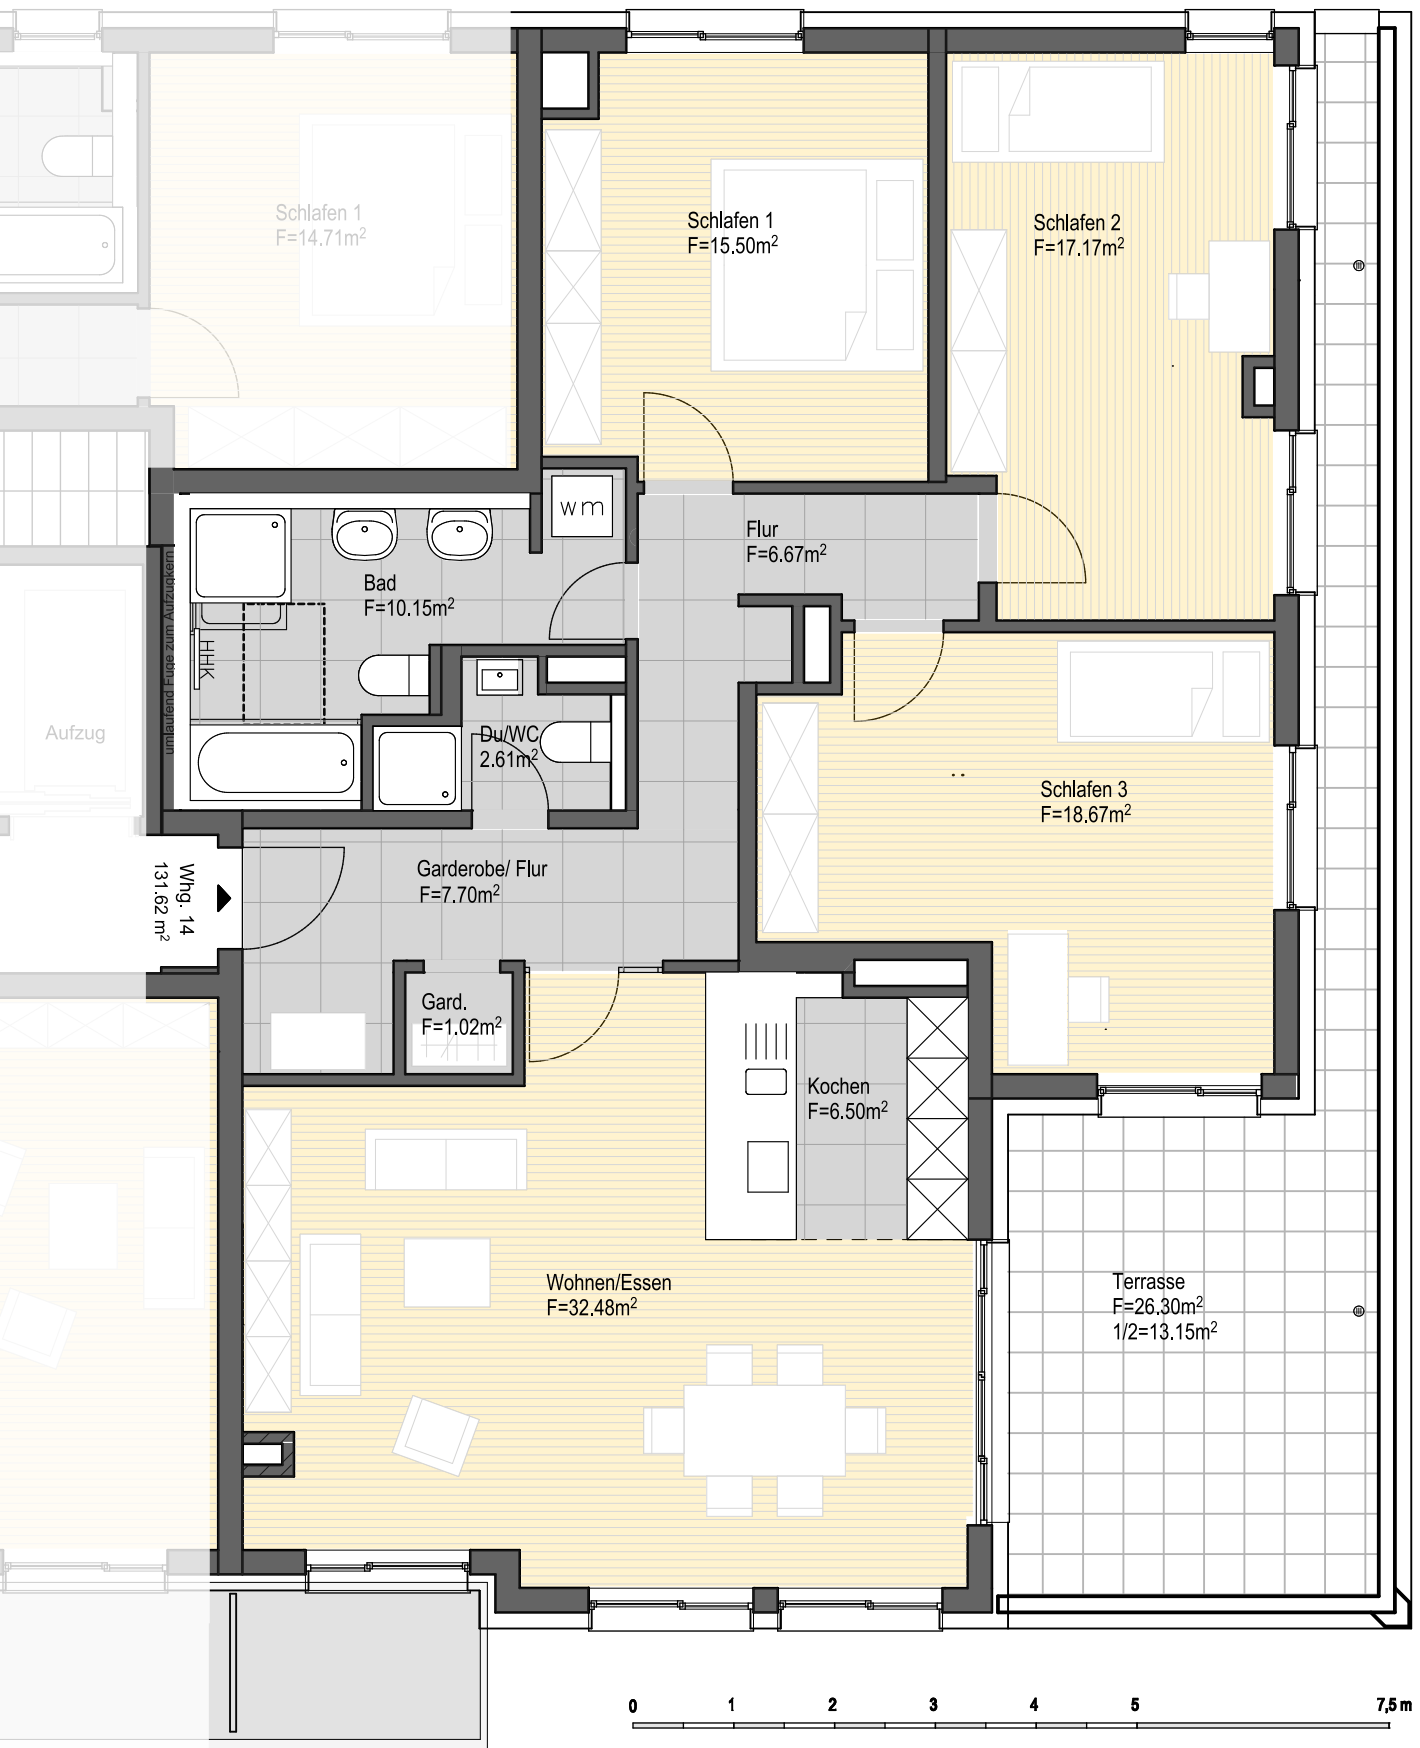 Schlafen 1
F=14.71m²
Schlafen 1
F=15.50m²
Schlafen 2
F=17.17m²
wm
Flur
F=6.67m²
Bad
F=10.15m²
HHK
umlaufend Fuge zum Aufzugkern
Aufzug
Du/WC
2.61m²
Schlafen 3
F=18.67m²
Whg. 14
131.62 m²
Garderobe/ Flur
F=7.70m²
Gard.
F=1.02m²
Kochen
F=6.50m²
Wohnen/Essen
F=32.48m²
Terrasse
F=26.30m²
1/2=13.15m²
0 1 2 3 4 5 7,5 m